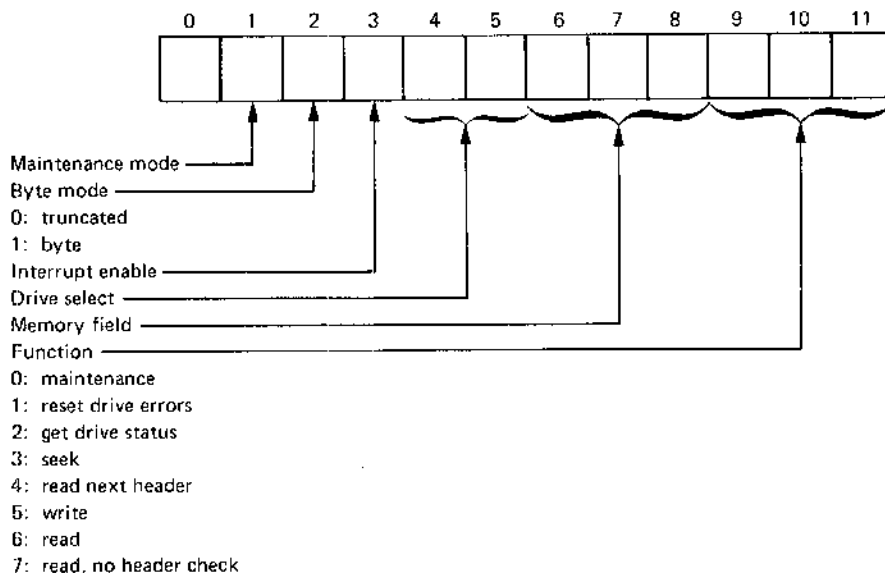 0 1 2 3 4 5 6 7 8 9 10 11
Maintenance mode
Byte mode
0: truncated
1: byte
Interrupt enable
Drive select
Memory field
Function
0: maintenance
1: reset drive errors
2: get drive status
3: seek
4: read next header
5: write
6: read
7: read, no header check